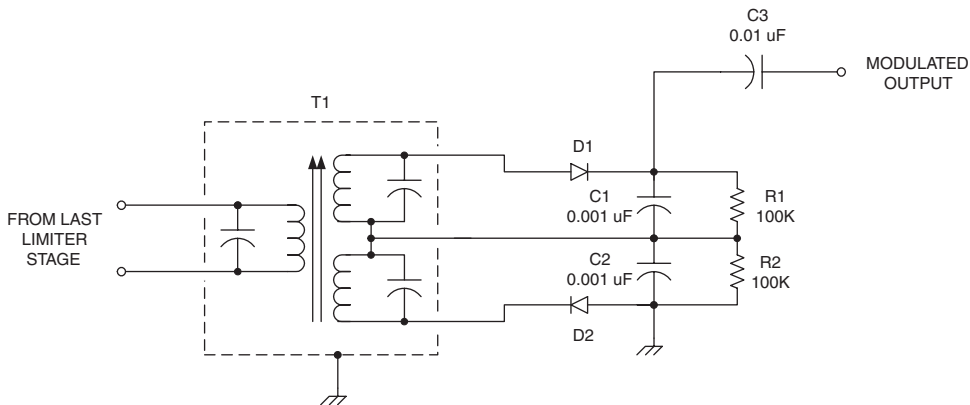 C3
0.01 uF
MODULATED
OUTPUT
T1
D1
C1
0.001 uF
R1
100K
FROM LAST
LIMITER
STAGE
C2
0.001 uF
R2
100K
D2